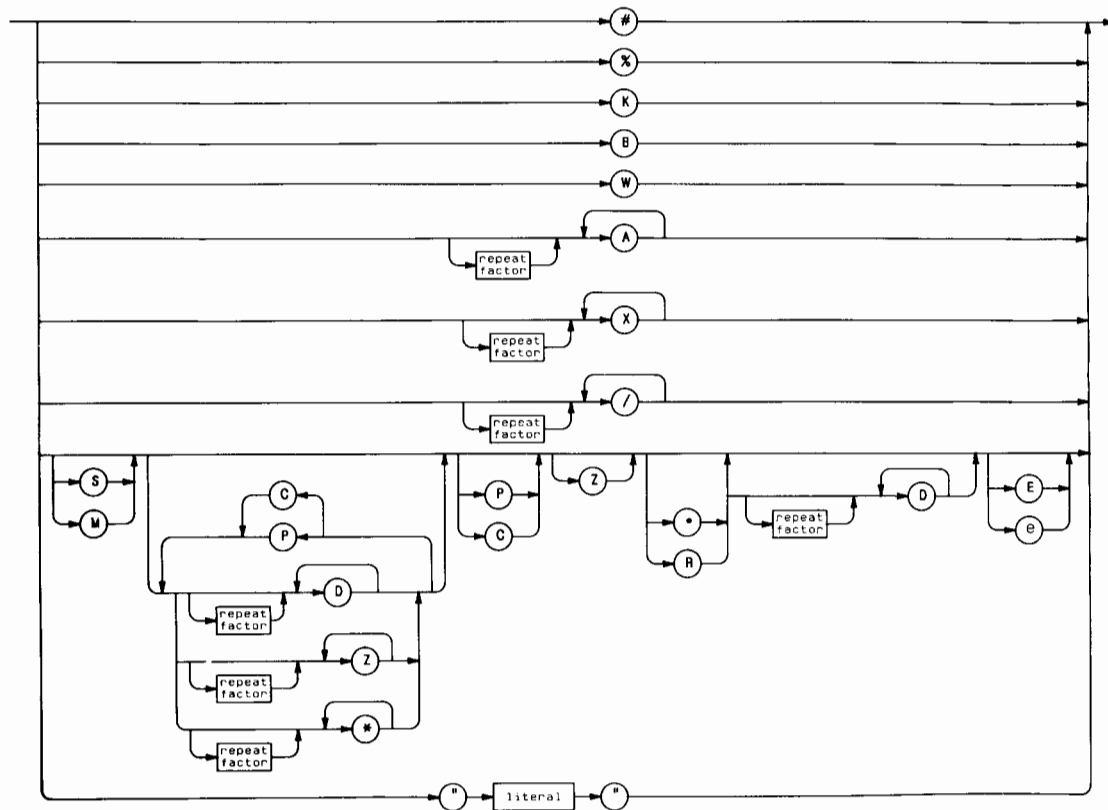 #
%
K
B
W
A
repeat
factor
X
repeat
factor
/
repeat
factor
S
M
C
P
D
repeat
factor
Z
repeat
factor
*
repeat
factor
P
C
Z
•
R
D
repeat
factor
E
e
" literal "